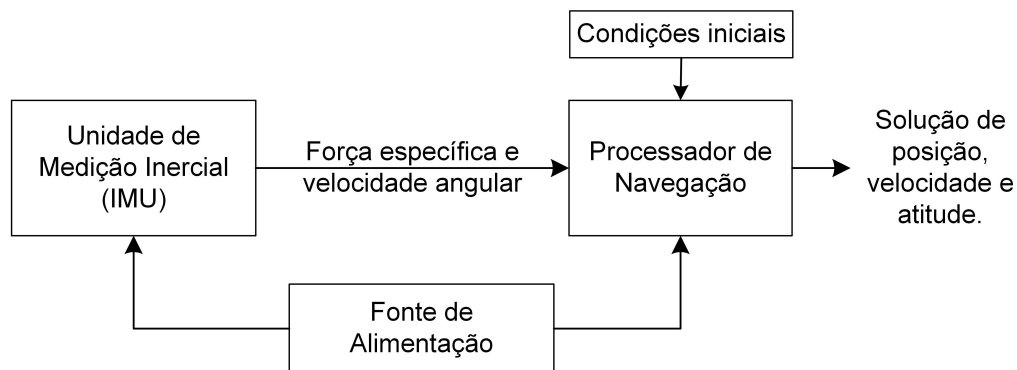 Condições iniciais
Unidade de
Medição Inercial
(IMU)
Força específica e
velocidade angular
Processador de
Navegação
Solução de
posição,
velocidade e
atitude.
Fonte de
Alimentação